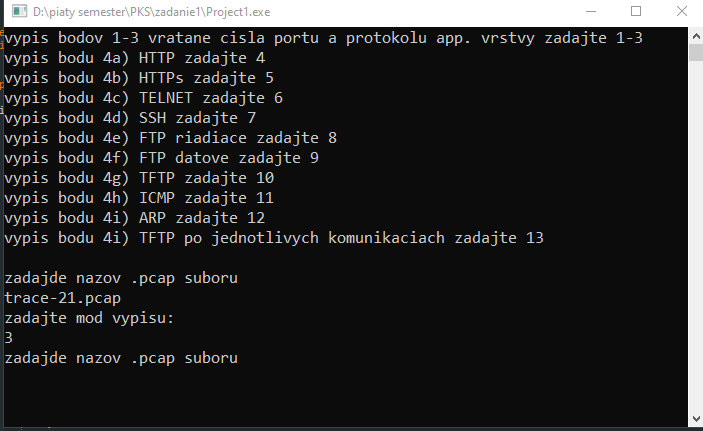 D:\piaty semester\PKS\zadanie1\Project1.exe
vypis bodov 1-3 vratane cisla portu a protokolu app. vrstvy zadajte 1-3
vypis bodu 4a) HTTP zadajte 4
vypis bodu 4b) HTTPs zadajte 5
vypis bodu 4c) TELNET zadajte 6
vypis bodu 4d) SSH zadajte 7
vypis bodu 4e) FTP riadiace zadajte 8
vypis bodu 4f) FTP datove zadajte 9
vypis bodu 4g) TFTP zadajte 10
vypis bodu 4h) ICMP zadajte 11
vypis bodu 4i) ARP zadajte 12
vypis bodu 4i) TFTP po jednotlivych komunikaciach zadajte 13
zadajde nazov .pcap suboru
trace-21.pcap
zadajte mod vypisu:
3
zadajde nazov .pcap suboru